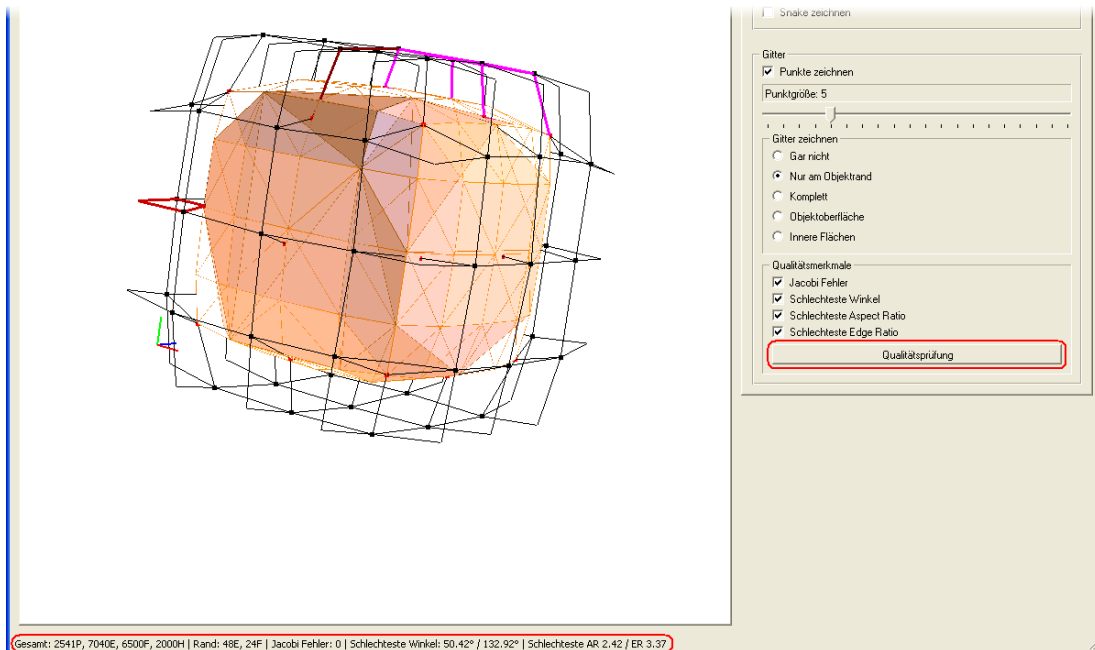 Snake zeichnen
Gitter
Punkte zeichnen
Punktgröße: 5
Gitter zeichnen
Gar nicht
Nur am Objektrand
Komplett
Objektoberfläche
Innere Flächen
Qualitätsmerkmale
Jacobi Fehler
Schlechteste Winkel
Schlechteste Aspect Ratio
Schlechteste Edge Ratio
Qualitätsprüfung
Gesamt: 2541P, 7040E, 6500F, 2000H | Rand: 48E, 24F | Jacobi Fehler: 0 | Schlechteste Winkel: 50.42° / 132.92° | Schlechteste AR 2.42 / ER 3.37